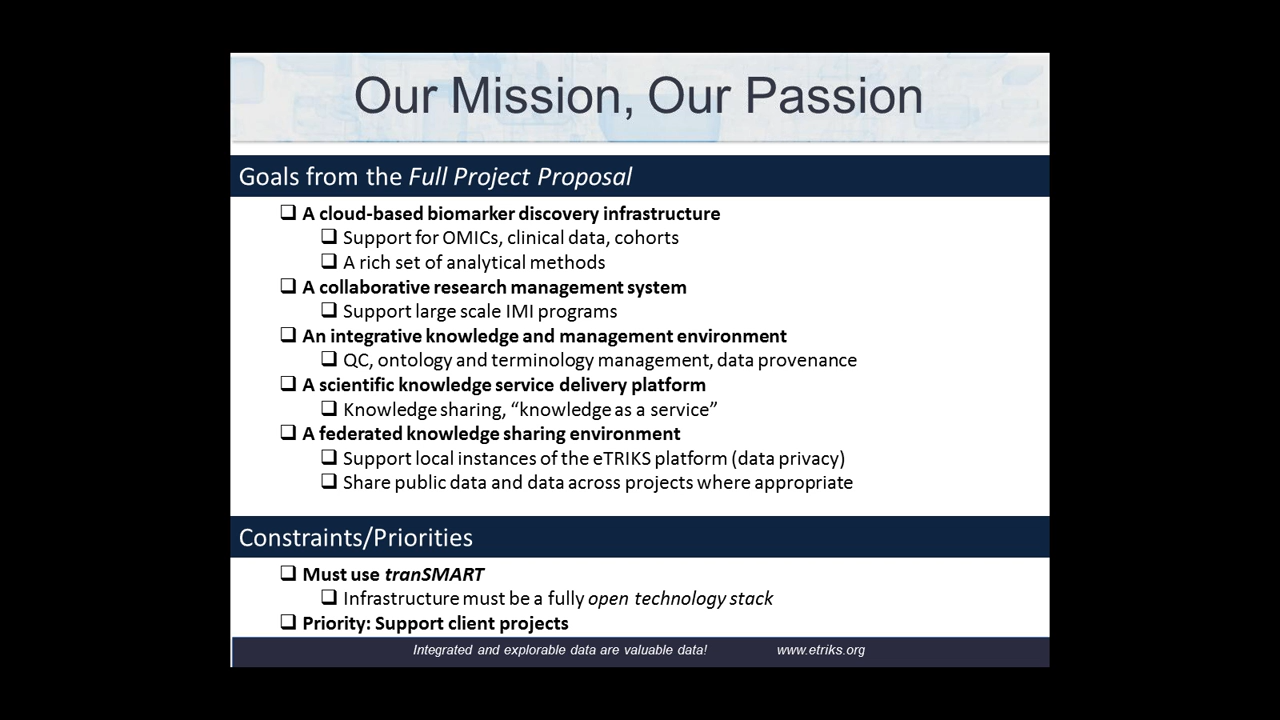 Our Mission, Our Passion
Goals from the Full Project Proposal
❑ A cloud-based biomarker discovery infrastructure
❑ Support for OMICs, clinical data, cohorts
❑ A rich set of analytical methods
❑ A collaborative research management system
❑ Support large scale IMI programs
❑ An integrative knowledge and management environment
❑ QC, ontology and terminology management, data provenance
❑ A scientific knowledge service delivery platform
❑ Knowledge sharing, “knowledge as a service”
❑ A federated knowledge sharing environment
❑ Support local instances of the eTRIKS platform (data privacy)
❑ Share public data and data across projects where appropriate
Constraints/Priorities
❑ Must use tranSMART
❑ Infrastructure must be a fully open technology stack
❑ Priority: Support client projects
Integrated and explorable data are valuable data! www.etriks.org